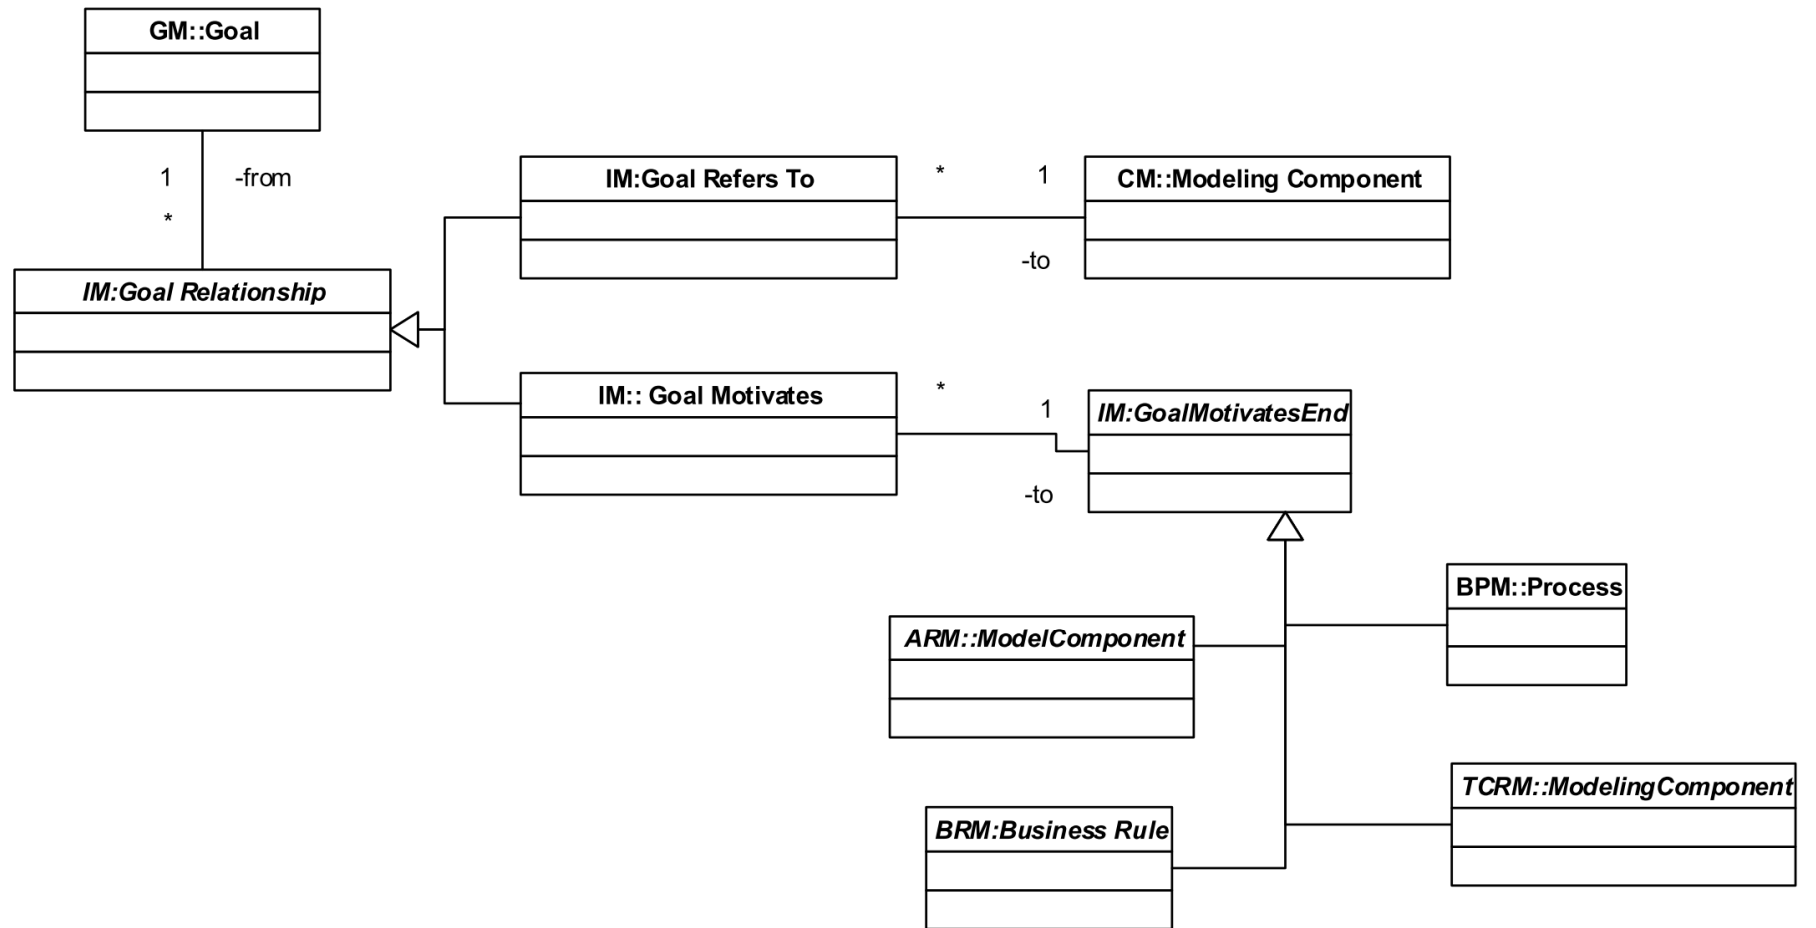 GM::Goal
1
-from
*
IM:Goal Relationship
IM:Goal Refers To
*
1
-to
CM::Modeling Component
IM:: Goal Motivates
*
1
-to
IM:GoalMotivatesEnd
BPM::Process
ARM::ModelComponent
TCRM::ModelingComponent
BRM:Business Rule